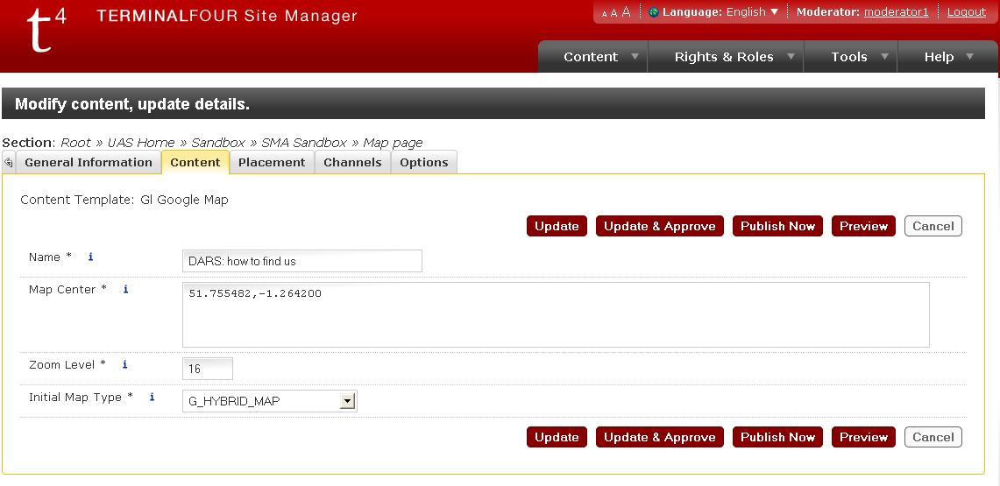 t4 TERMINALFOUR Site Manager
A A A Language: English Moderator: moderator1 Logout
Content Rights & Roles Tools Help
Modify content, update details.
Section: Root » UAS Home » Sandbox » SMA Sandbox » Map page
General Information Content Placement Channels Options
Content Template: Gl Google Map
Update Update & Approve Publish Now Preview Cancel
Name * i DARS: how to find us
Map Center * i 51.755482,-1.264200
Zoom Level * i 16
Initial Map Type * i G_HYBRID_MAP
Update Update & Approve Publish Now Preview Cancel